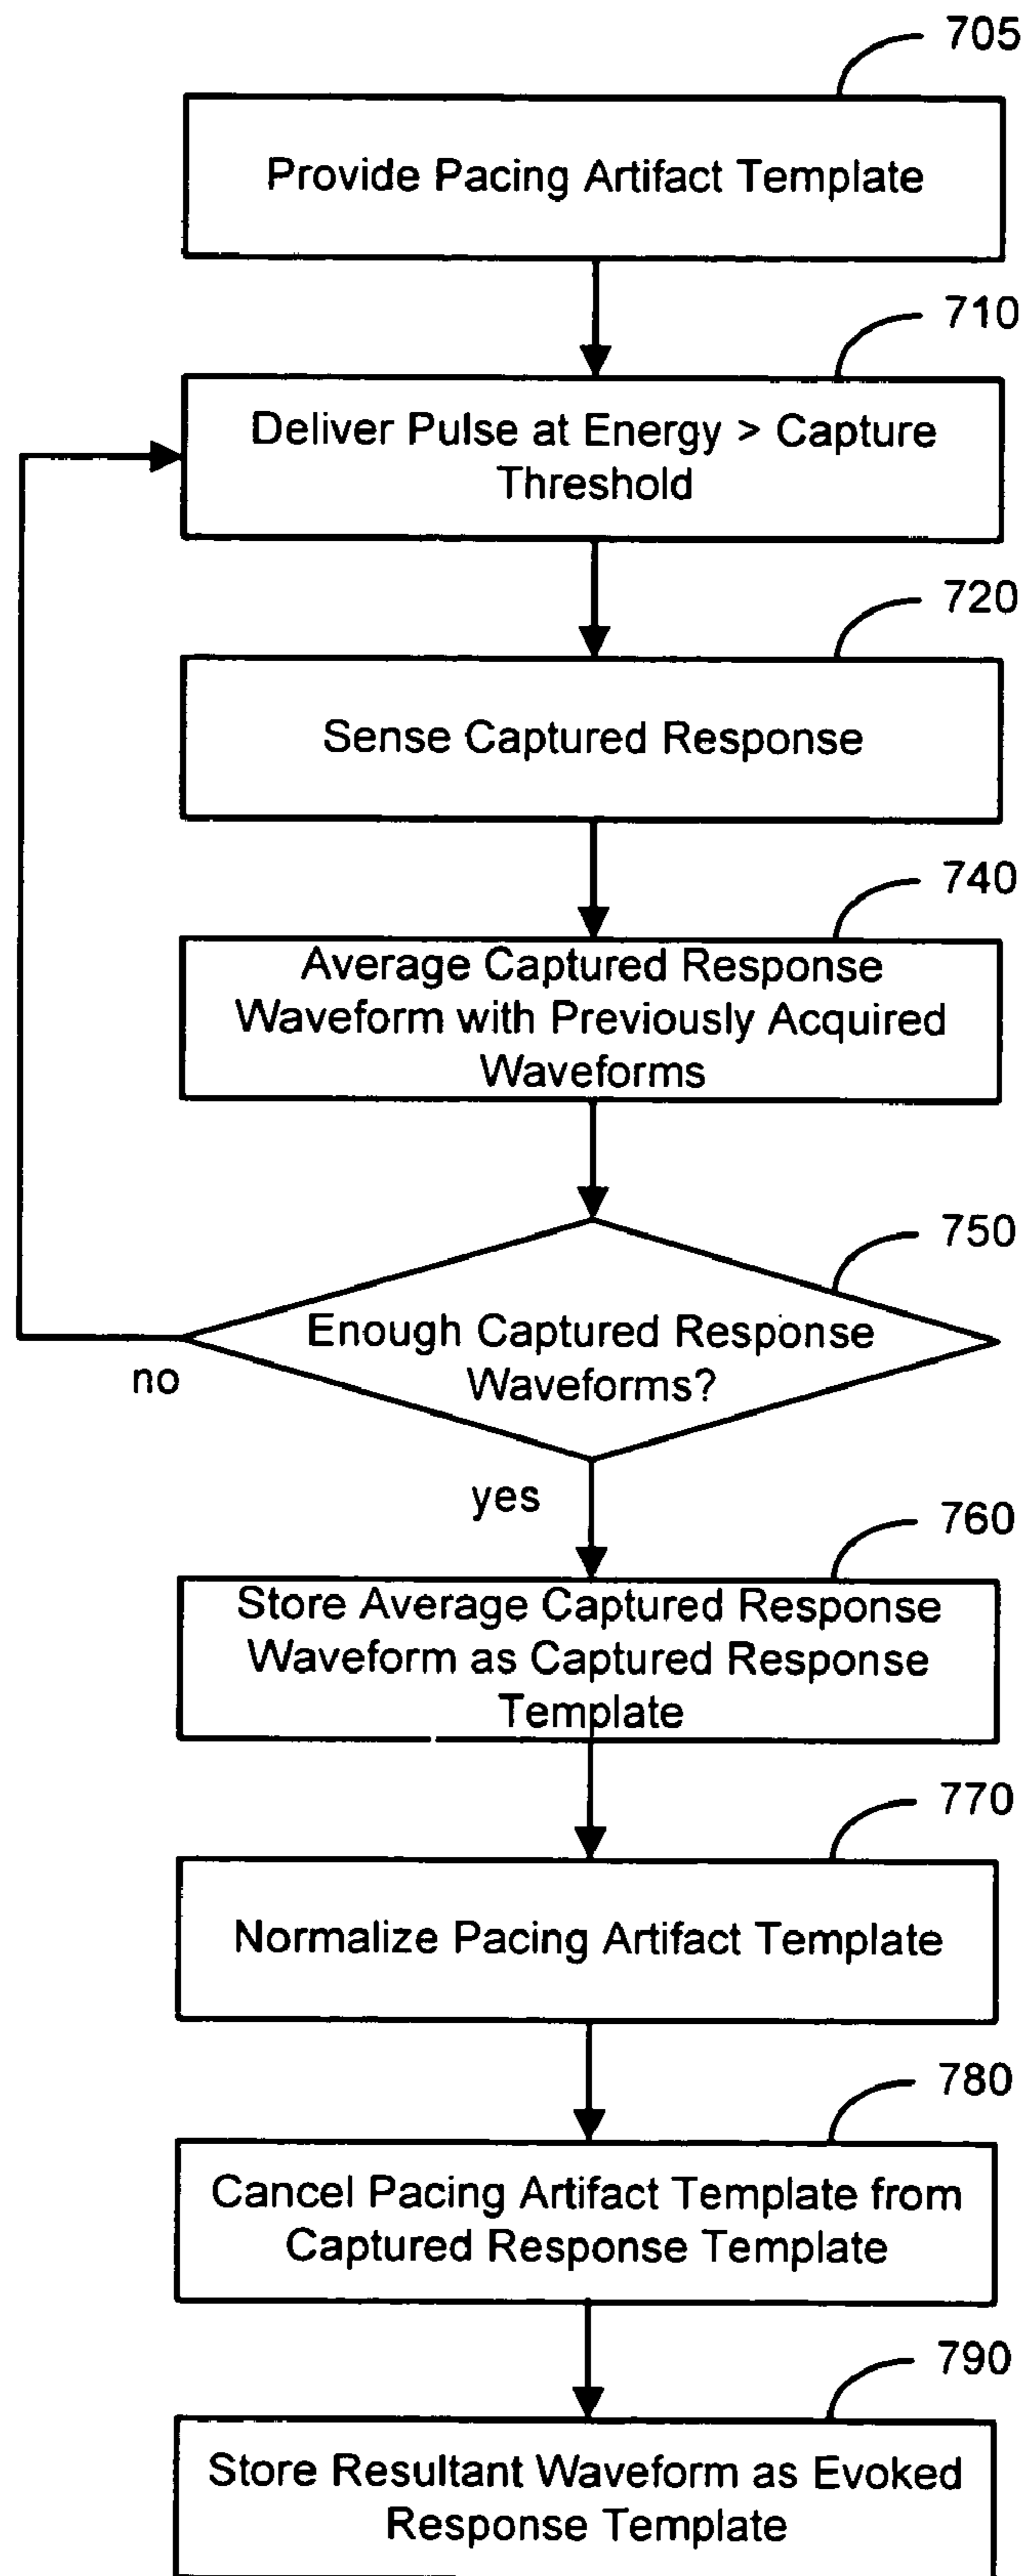 705
Provide Pacing Artifact Template
710
Deliver Pulse at Energy > Capture
Threshold
720
Sense Captured Response
740
Average Captured Response
Waveform with Previously Acquired
Waveforms
750
Enough Captured Response
Waveforms?
no
yes
760
Store Average Captured Response
Waveform as Captured Response
Template
770
Normalize Pacing Artifact Template
780
Cancel Pacing Artifact Template from
Captured Response Template
790
Store Resultant Waveform as Evoked
Response Template